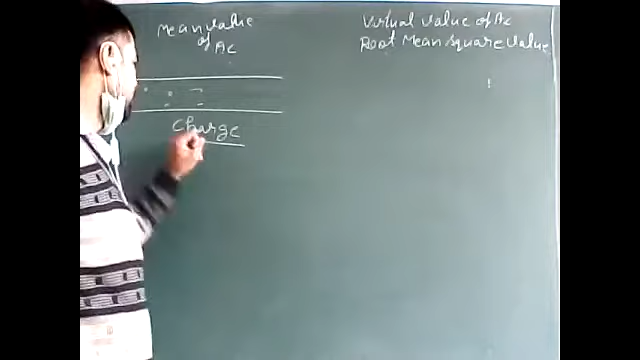 Mean value
of Ac
Virtual value of Ac
Root Mean square value
charge